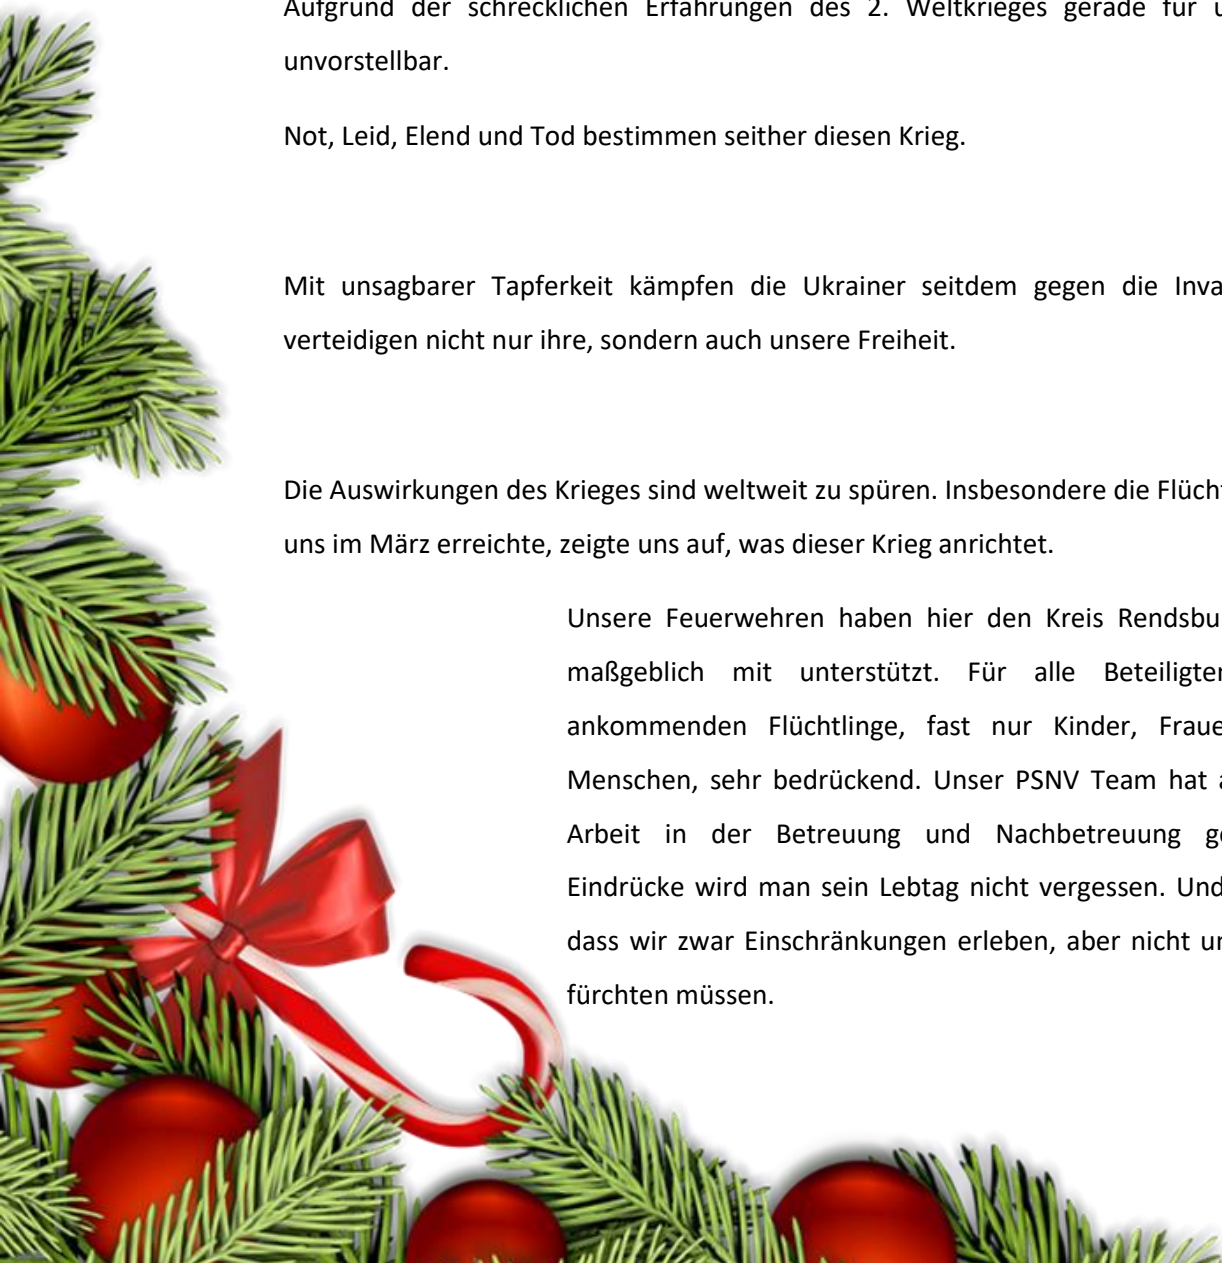 Aufgrund der schrecklichen Erfahrungen des 2. Weltkrieges gerade für
unvorstellbar.
Not, Leid, Elend und Tod bestimmen seither diesen Krieg.
Mit unsagbarer Tapferkeit kämpfen die Ukrainer seitdem gegen die
verteidigen nicht nur ihre, sondern auch unsere Freiheit.
Die Auswirkungen des Krieges sind weltweit zu spüren. Insbesondere die
uns im März erreichte, zeigte uns auf, was dieser Krieg anrichtet.
Unsere Feuerwehren haben hier den Kreis
maßgeblich mit unterstützt. Für alle
ankommenden Flüchtlinge, fast nur Kinder,
Menschen, sehr bedrückend. Unser PSNV Team hat
Arbeit in der Betreuung und Nachbetreuung
Eindrücke wird man sein Lebtag nicht vergessen. Und
dass wir zwar Einschränkungen erleben, aber nicht
fürchten müssen.